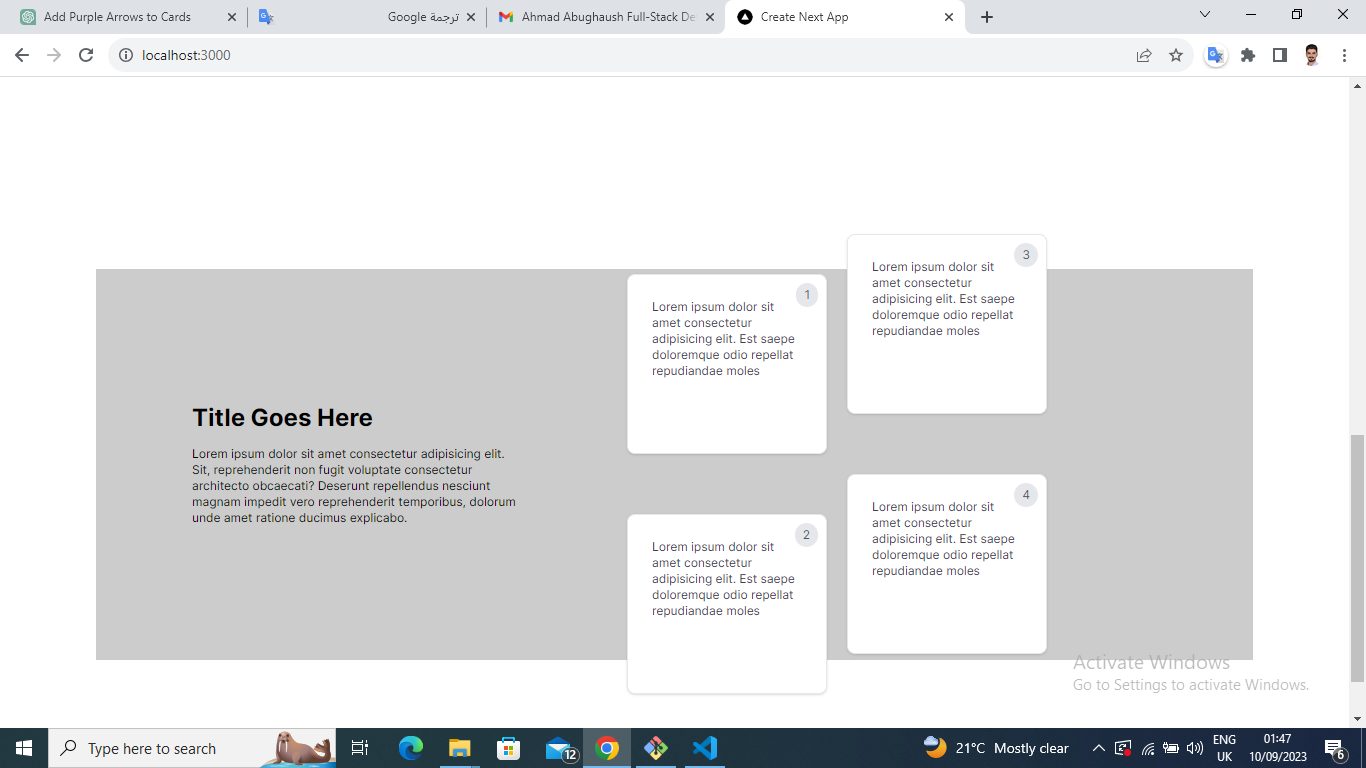 Add Purple Arrows to Cards
ترجمة Google
Ahmad Abughaush Full-Stack De
Create Next App
localhost:3000
3
Lorem ipsum dolor sit
amet consectetur
adipisicing elit. Est saepe
doloremque odio repellat
repudiandae moles
1
Lorem ipsum dolor sit
amet consectetur
adipisicing elit. Est saepe
doloremque odio repellat
repudiandae moles
Title Goes Here
Lorem ipsum dolor sit amet consectetur adipisicing elit.
Sit, reprehenderit non fugit voluptate consectetur
architecto obcaecati? Deserunt repellendus nesciunt
magnam impedit vero reprehenderit temporibus, dolorum
unde amet ratione ducimus explicabo.
4
Lorem ipsum dolor sit
amet consectetur
adipisicing elit. Est saepe
doloremque odio repellat
repudiandae moles
2
Lorem ipsum dolor sit
amet consectetur
adipisicing elit. Est saepe
doloremque odio repellat
repudiandae moles
Activate Windows
Go to Settings to activate Windows.
Type here to search
12
21°C Mostly clear
ENG
UK
01:47
10/09/2023
6